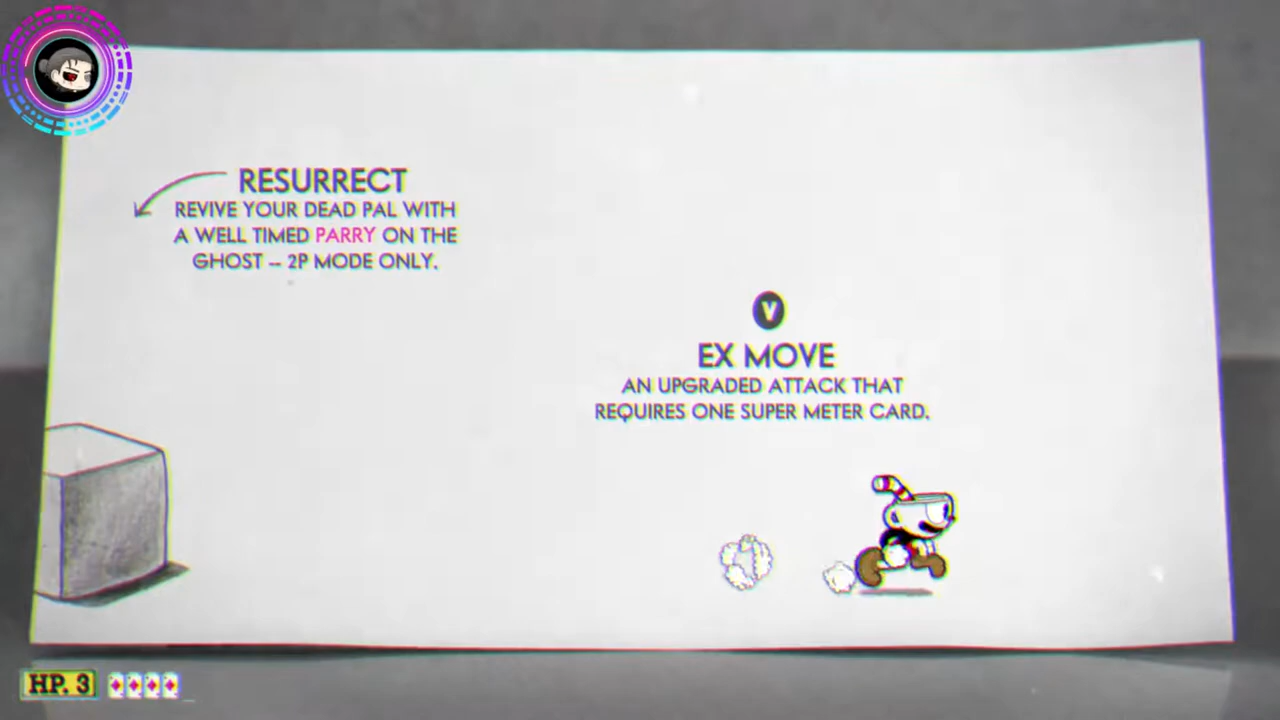 RESURRECT
REVIVE YOUR DEAD PAL WITH
A WELL TIMED PARRY ON THE
GHOST -- 2P MODE ONLY.
V
EX MOVE
AN UPGRADED ATTACK THAT
REQUIRES ONE SUPER METER CARD.
HP. 3